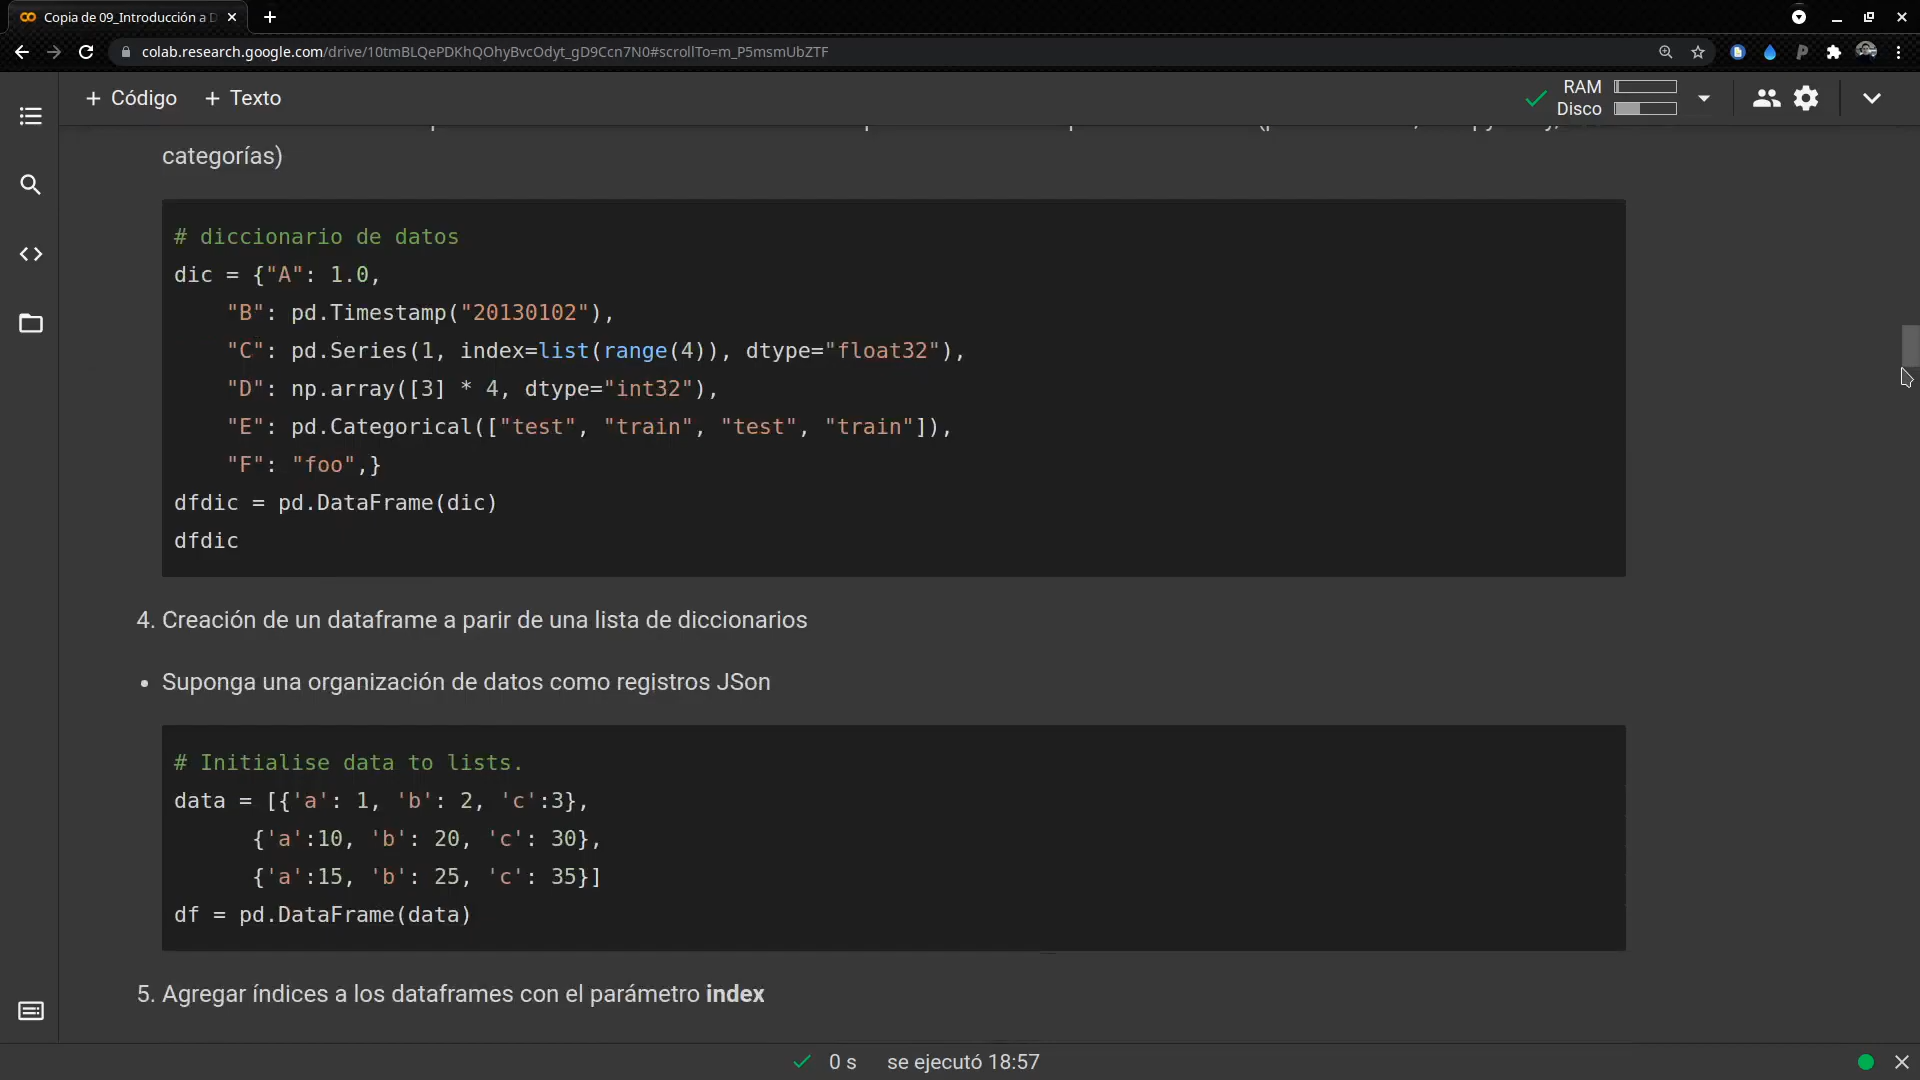 Copia de 09_Introducción a D
colab.research.google.com/drive/10tmBLQePDKhQOhyBvcOdyt_gD9Ccn7N0#scrollTo=m_P5msmUbZTF
+ Código + Texto
RAM
Disco
categorías)
# diccionario de datos
dic = {"A": 1.0,
"B": pd.Timestamp("20130102"),
"C": pd.Series(1, index=list(range(4)), dtype="float32"),
"D": np.array([3] * 4, dtype="int32"),
"E": pd.Categorical(["test", "train", "test", "train"]),
"F": "foo",}
dfdic = pd.DataFrame(dic)
dfdic
4. Creación de un dataframe a parir de una lista de diccionarios
• Suponga una organización de datos como registros JSon
# Initialise data to lists.
data = [{'a': 1, 'b': 2, 'c':3},
{'a':10, 'b': 20, 'c': 30},
{'a':15, 'b': 25, 'c': 35}]
df = pd.DataFrame(data)
5. Agregar índices a los dataframes con el parámetro index
0 s se ejecutó 18:57